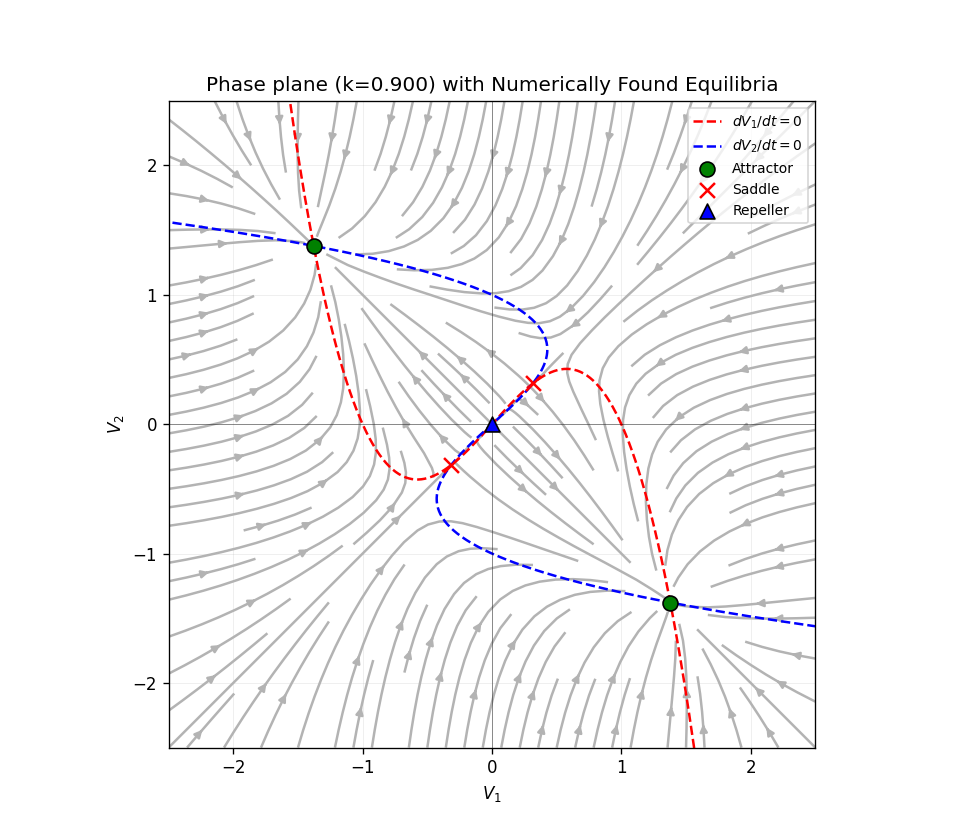 Phase plane (k=0.900) with Numerically Found Equilibria
dV₁/dt = 0
dV₂/dt = 0
Attractor
Saddle
Repeller
2
1
0
−1
−2
V₂
−2 −1 0 1 2
V₁